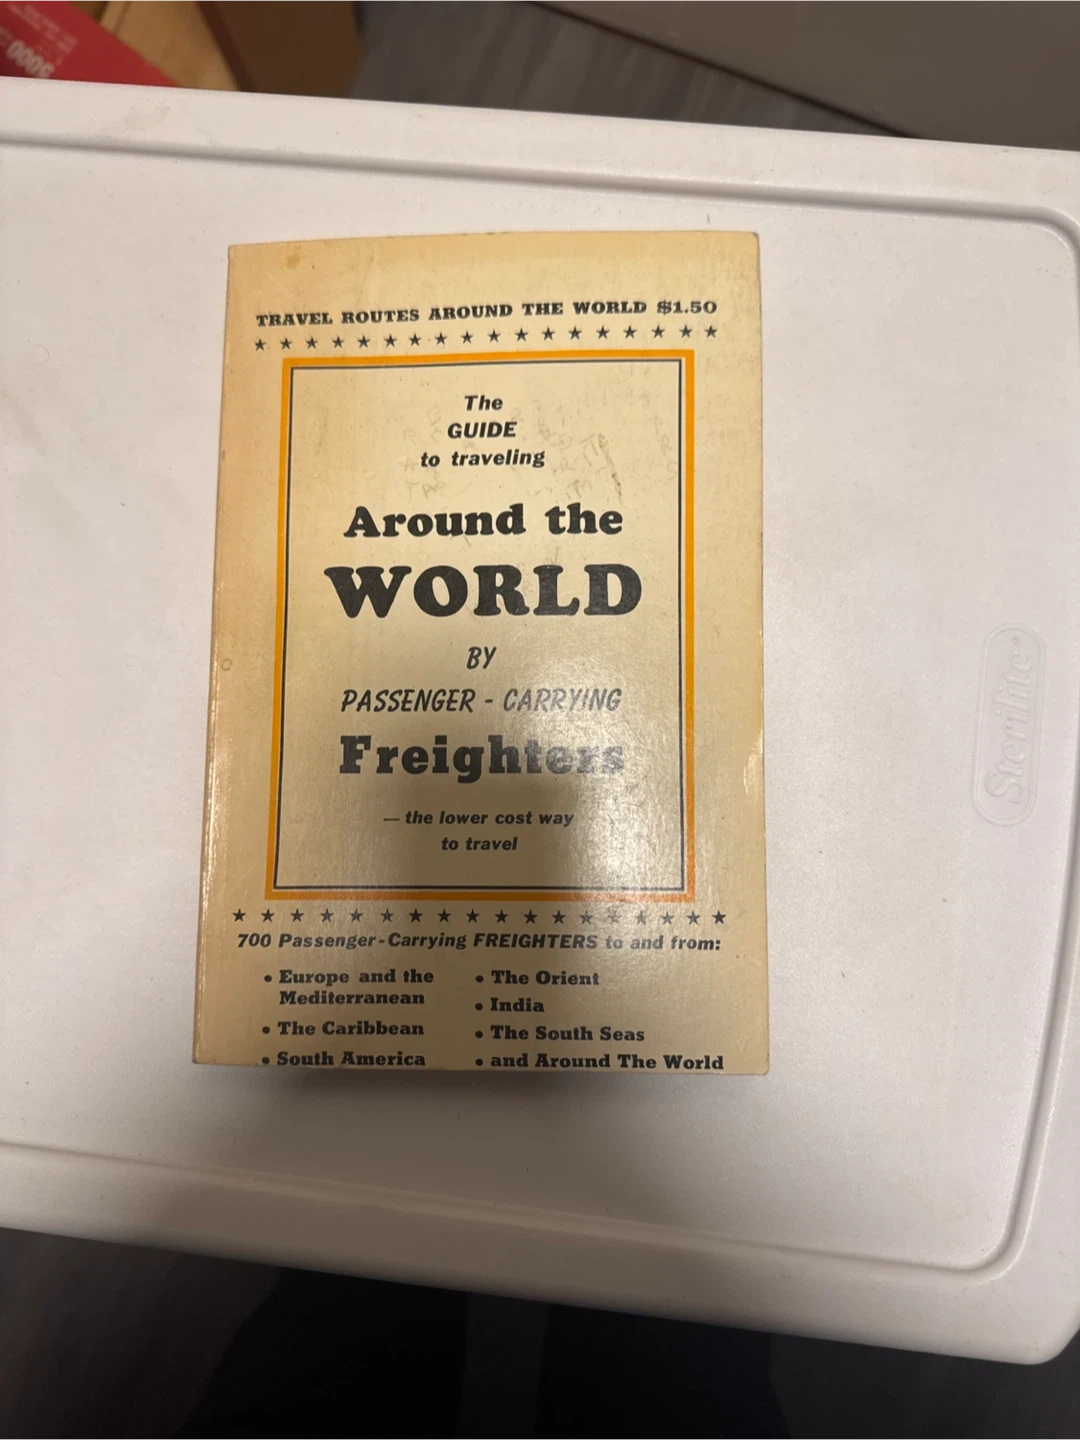 TRAVEL ROUTES AROUND THE WORLD $1.50
The
GUIDE
to traveling
Around the
WORLD
BY
PASSENGER - CARRYING
Freighters
— the lower cost way
to travel
700 Passenger-Carrying FREIGHTERS to and from:
• Europe and the
Mediterranean
• The Caribbean
• South America
• The Orient
• India
• The South Seas
• and Around The World
Sterilite